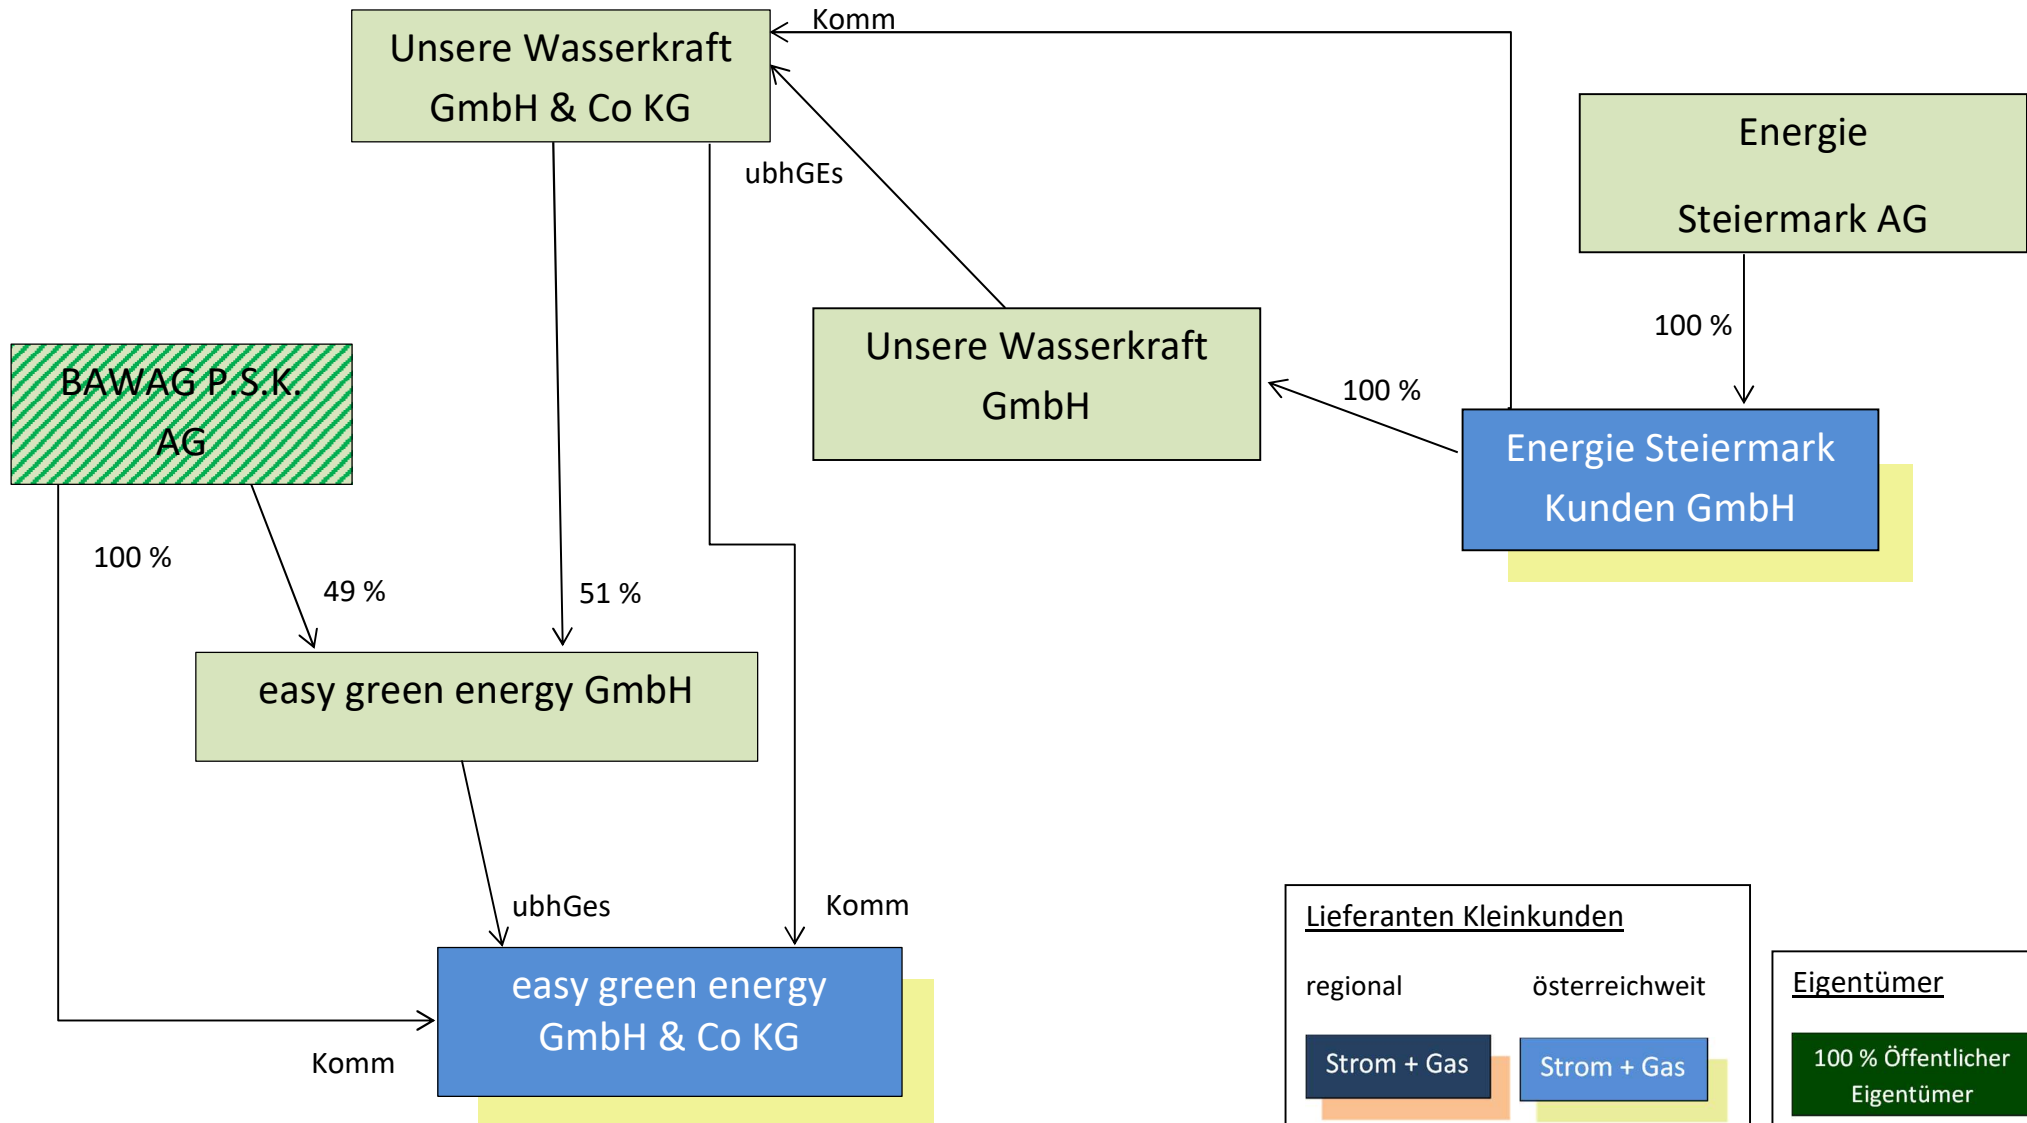 Komm
Unsere Wasserkraft
GmbH & Co KG
Energie
Steiermark AG
ubhGEs
100 %
Unsere Wasserkraft
GmbH
100 %
BAWAG P.S.K.
AG
Energie Steiermark
Kunden GmbH
100 %
49 %
51 %
easy green energy GmbH
ubhGes
Komm
easy green energy
GmbH & Co KG
Komm
Lieferanten Kleinkunden
regional
österreichweit
Strom + Gas
Strom + Gas
Eigentümer
100 % Öffentlicher
Eigentümer